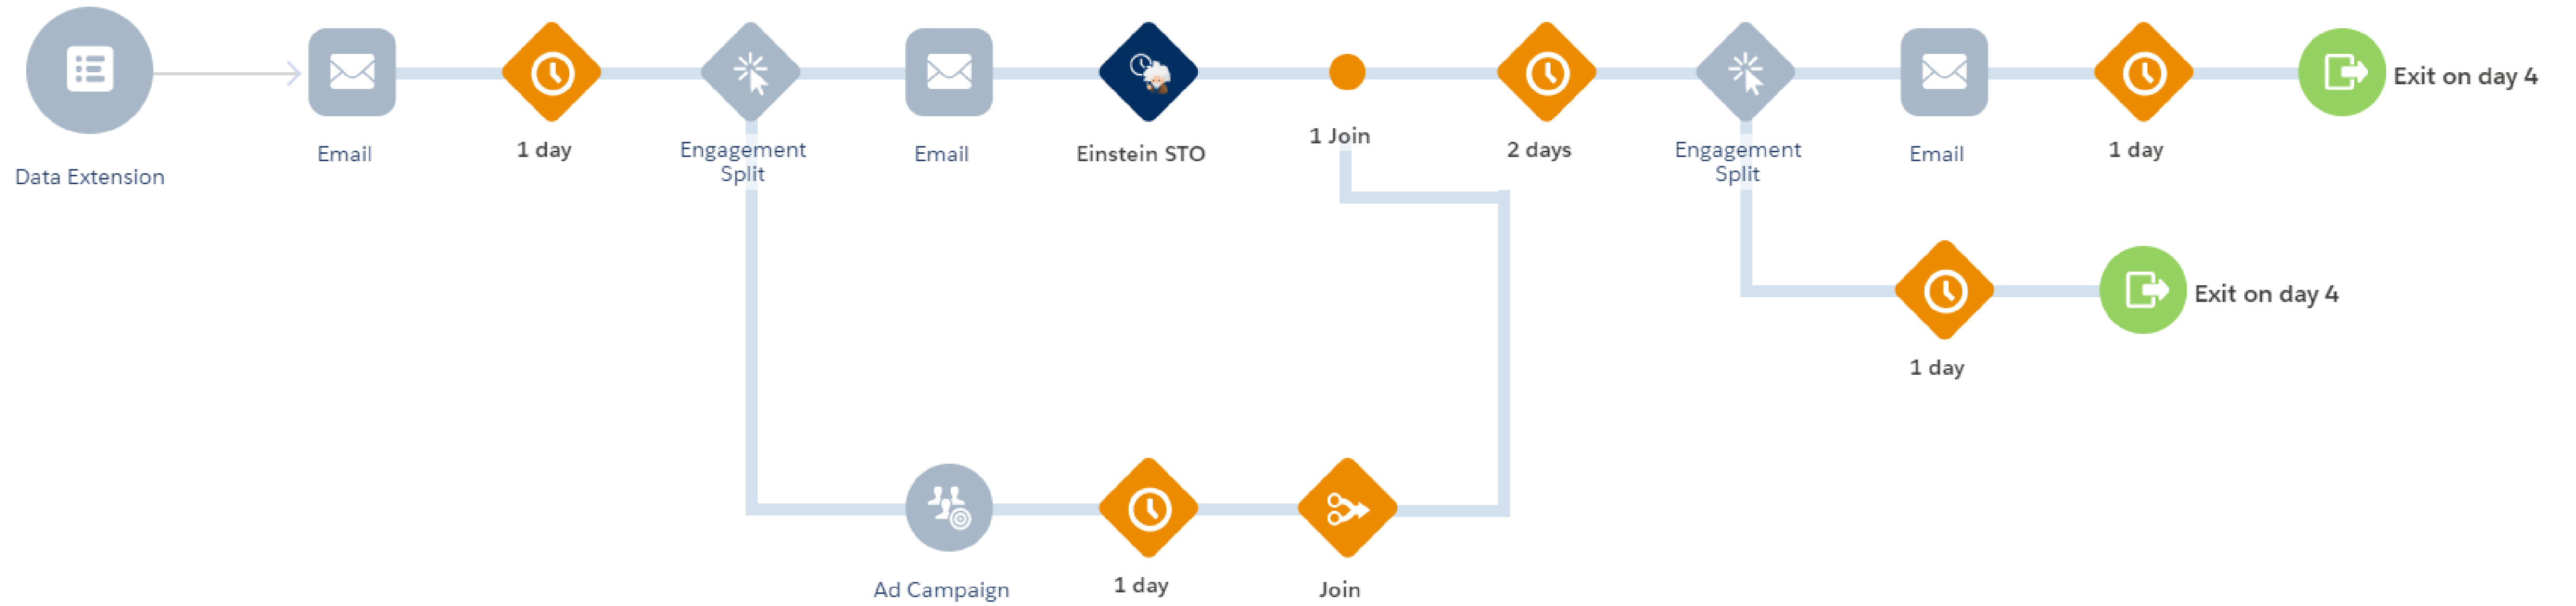 Data Extension
Email
1 day
Engagement
Split
Email
Einstein STO
1 Join
2 days
Engagement
Split
Email
1 day
Exit on day 4
1 day
Exit on day 4
Ad Campaign
1 day
Join